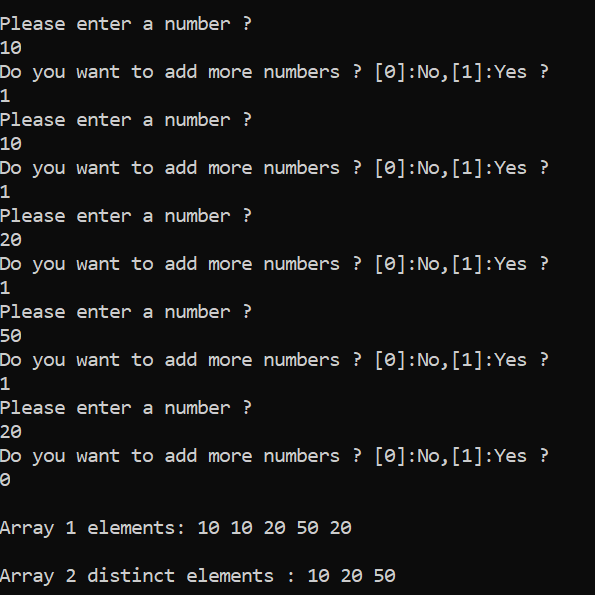 Please enter a number ?
10
Do you want to add more numbers ? [0]:No,[1]:Yes ?
1
Please enter a number ?
10
Do you want to add more numbers ? [0]:No,[1]:Yes ?
1
Please enter a number ?
20
Do you want to add more numbers ? [0]:No,[1]:Yes ?
1
Please enter a number ?
50
Do you want to add more numbers ? [0]:No,[1]:Yes ?
1
Please enter a number ?
20
Do you want to add more numbers ? [0]:No,[1]:Yes ?
0
Array 1 elements: 10 10 20 50 20
Array 2 distinct elements : 10 20 50